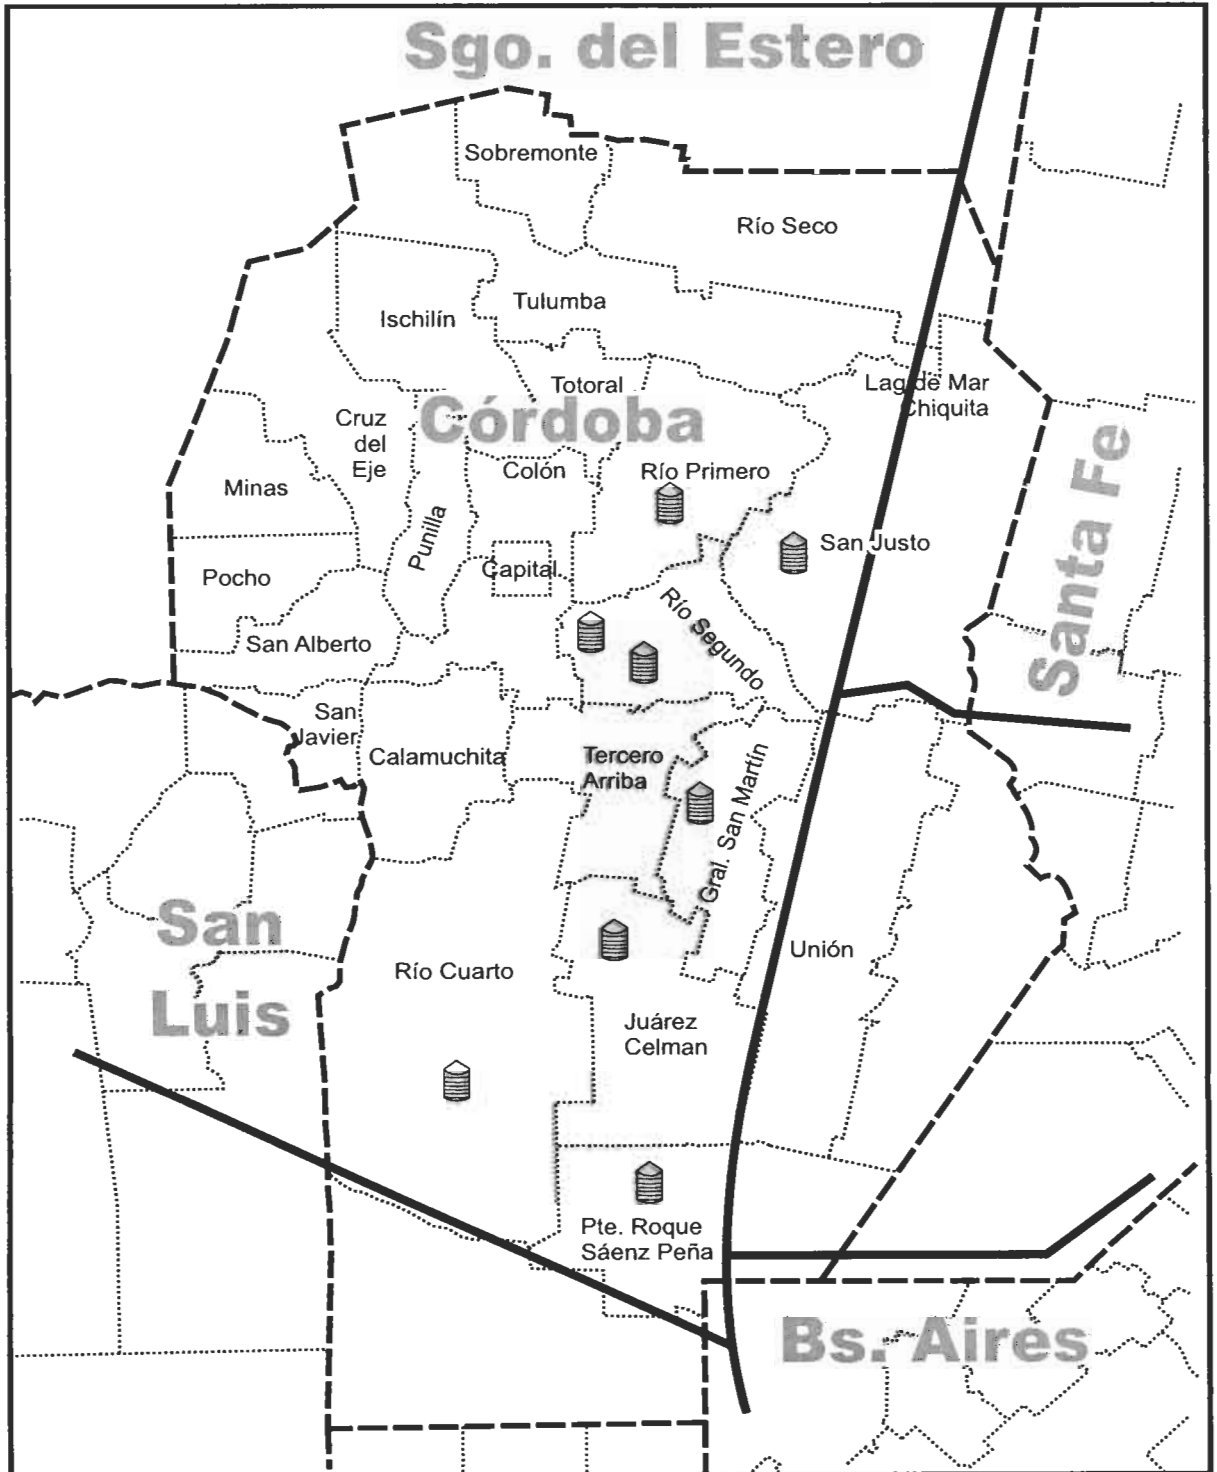 Sgo. del Estero
Sobremonte
Río Seco
Tulumba
Ischilín
Totoral
Lag de Mar
Chiquita
Córdoba
Cruz
del
Eje
Colón
Río Primero
Santa Fe
Minas
Punilla
San Justo
Pocho
Capital
Río Segundo
San Alberto
San
Javier
Calamuchita
Tercero
Arriba
Gral. San Martín
San
Luis
Río Cuarto
Unión
Juárez
Celman
Pte. Roque
Sáenz Peña
Bs. Aires